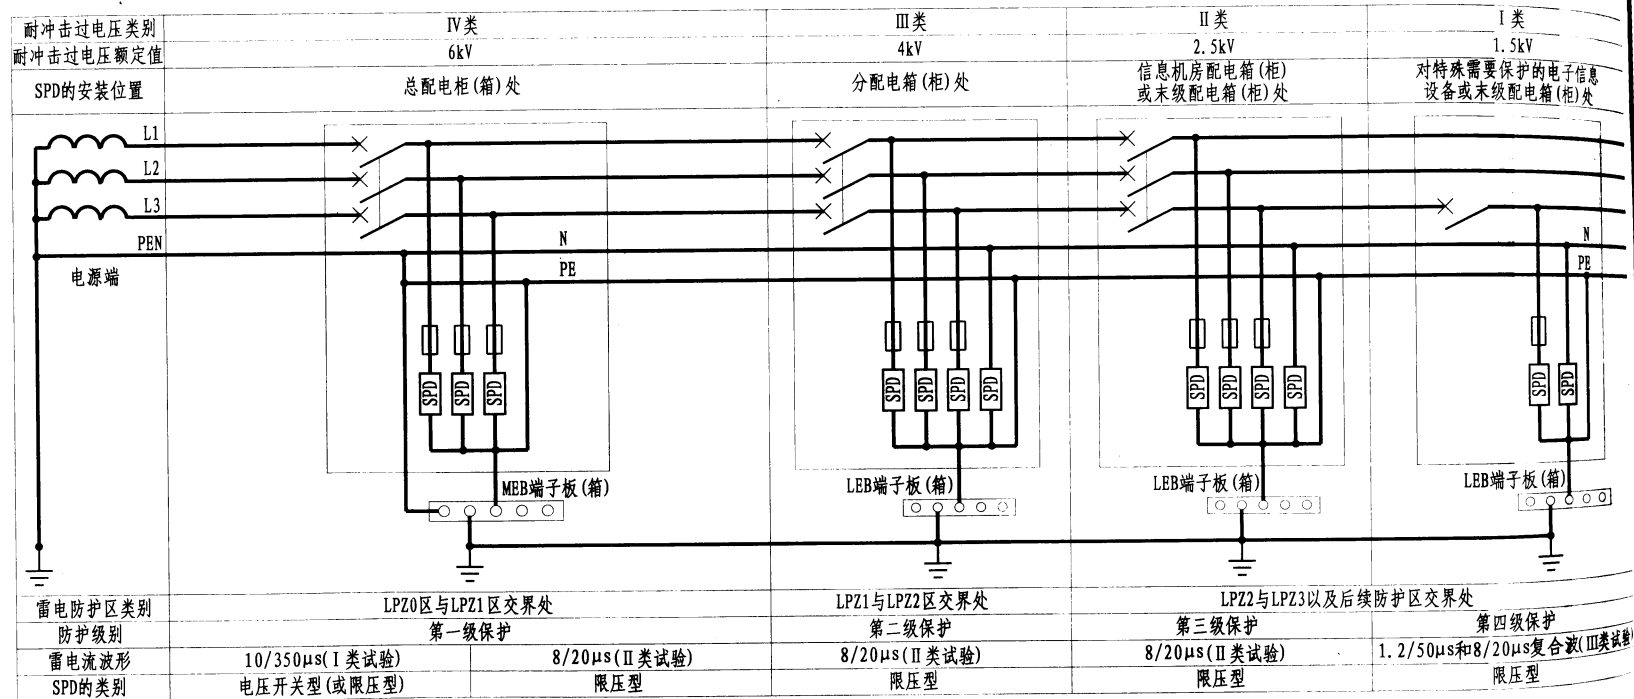 耐冲击过电压类别 IV类 III类 II类 I类
耐冲击过电压额定值 6kV 4kV 2.5kV 1.5kV
SPD的安装位置 总配电柜(箱)处 分配电箱(柜)处 信息机房配电箱(柜)
或末级配电箱(柜)处 对特殊需要保护的电子信息
设备或末级配电箱(柜)处
L1
L2
L3
PEN N N
电源端 PE PE
SPD SPD SPD SPD SPD SPD SPD SPD SPD SPD SPD SPD SPD
MEB端子板(箱) LEB端子板(箱) LEB端子板(箱) LEB端子板(箱)
雷电防护区类别 LPZ0区与LPZ1区交界处 LPZ1与LPZ2区交界处 LPZ2与LPZ3以及后续防护区交界处
防护级别 第一级保护 第二级保护 第三级保护 第四级保护
雷电流波形 10/350μs(I类试验) 8/20μs(II类试验) 8/20μs(II类试验) 8/20μs(II类试验) 1.2/50μs和8/20μs复合波(III类试验)
SPD的类别 电压开关型(或限压型) 限压型 限压型 限压型 限压型